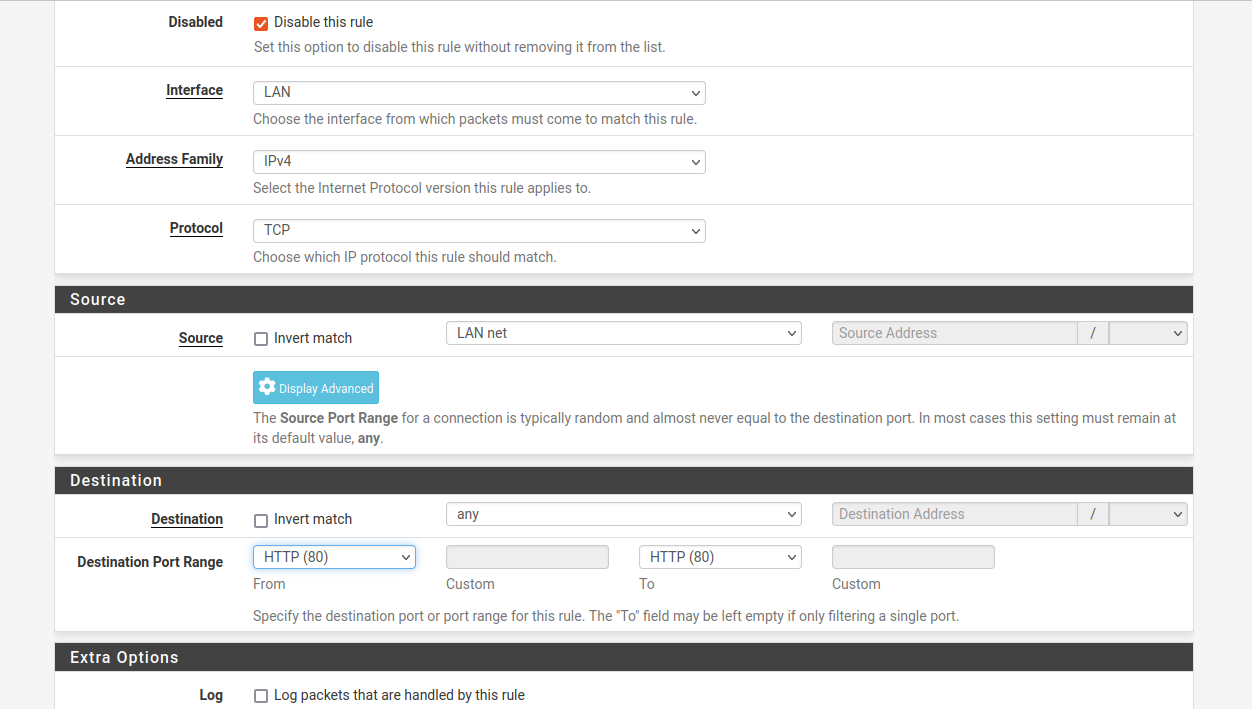 Disabled
Disable this rule
Set this option to disable this rule without removing it from the list.
Interface
LAN
Choose the interface from which packets must come to match this rule.
Address Family
IPv4
Select the Internet Protocol version this rule applies to.
Protocol
TCP
Choose which IP protocol this rule should match.
Source
Source
Invert match
LAN net
Source Address
/
Display Advanced
The Source Port Range for a connection is typically random and almost never equal to the destination port. In most cases this setting must remain at
its default value, any.
Destination
Destination
Invert match
any
Destination Address
/
Destination Port Range
HTTP (80)
HTTP (80)
From
Custom
To
Custom
Specify the destination port or port range for this rule. The "To" field may be left empty if only filtering a single port.
Extra Options
Log
Log packets that are handled by this rule